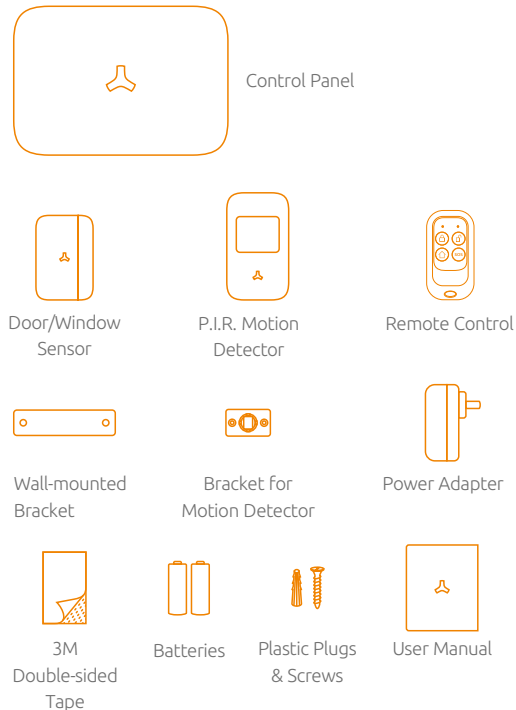 Control Panel
Door/Window
Sensor
P.I.R. Motion
Detector
Remote Control
Wall-mounted
Bracket
Bracket for
Motion Detector
Power Adapter
3M
Double-sided
Tape
Batteries
Plastic Plugs
& Screws
User Manual